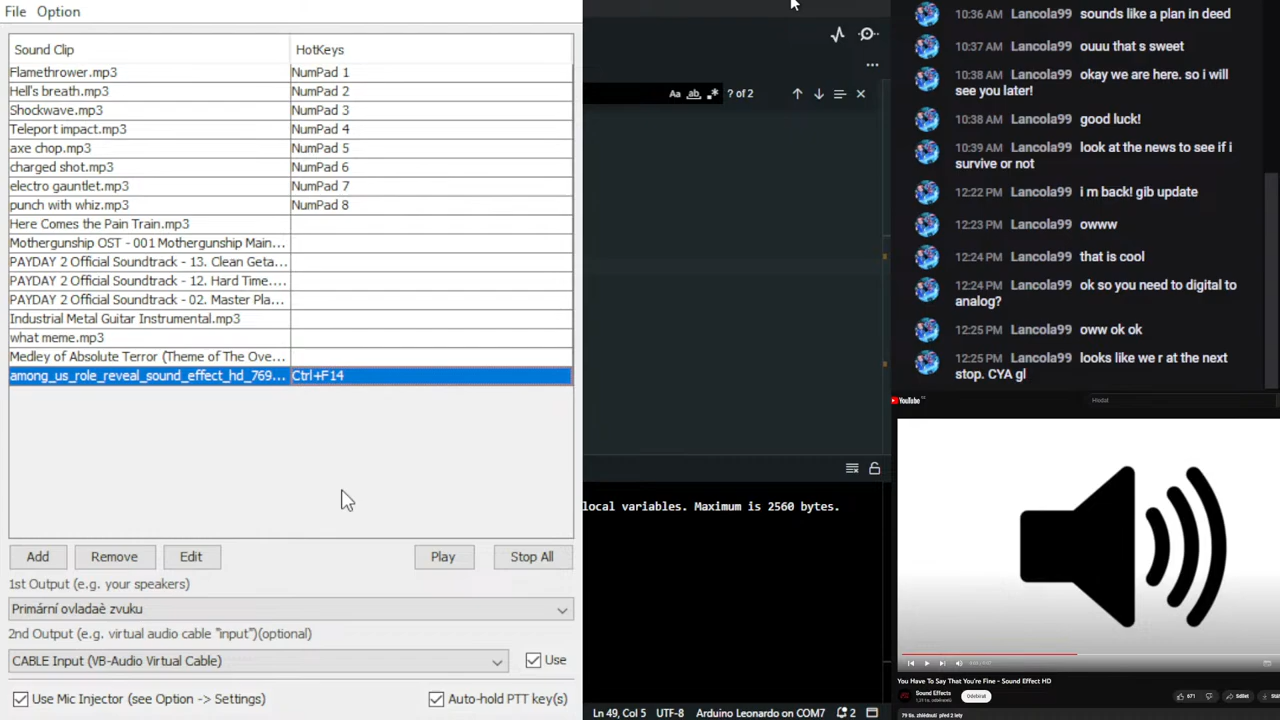 File Option
Sound Clip HotKeys
Flamethrower.mp3 NumPad 1
Hell's breath.mp3 NumPad 2
Shockwave.mp3 NumPad 3
Teleport impact.mp3 NumPad 4
axe chop.mp3 NumPad 5
charged shot.mp3 NumPad 6
electro gauntlet.mp3 NumPad 7
punch with whiz.mp3 NumPad 8
Here Comes the Pain Train.mp3
Mothergunship OST - 001 Mothergunship Main...
PAYDAY 2 Official Soundtrack - 13. Clean Geta...
PAYDAY 2 Official Soundtrack - 12. Hard Time....
PAYDAY 2 Official Soundtrack - 02. Master Pla...
Industrial Metal Guitar Instrumental.mp3
what meme.mp3
Medley of Absolute Terror (Theme of The Ove...
among_us_role_reveal_sound_effect_hd_769... Ctrl+F14
Add Remove Edit Play Stop All
1st Output (e.g. your speakers)
Primární ovladaè zvuku
2nd Output (e.g. virtual audio cable "input")(optional)
CABLE Input (VB-Audio Virtual Cable) Use
Use Mic Injector (see Option -> Settings) Auto-hold PTT key(s)
Aa ab .* ? of 2
local variables. Maximum is 2560 bytes.
Ln 49, Col 5 UTF-8 Arduino Leonardo on COM7 2
10:36 AM Lancola99 sounds like a plan in deed
10:37 AM Lancola99 ouuu that s sweet
10:38 AM Lancola99 okay we are here. so i will
see you later!
10:38 AM Lancola99 good luck!
10:39 AM Lancola99 look at the news to see if i
survive or not
12:22 PM Lancola99 i m back! gib update
12:23 PM Lancola99 owww
12:24 PM Lancola99 that is cool
12:24 PM Lancola99 ok so you need to digital to
analog?
12:25 PM Lancola99 oww ok ok
12:25 PM Lancola99 looks like we r at the next
stop. CYA gl
YouTube Hledat
You Have To Say That You're Fine - Sound Effect HD
Sound Effects
Odebírat 671 Sdílet
79 tis. zhlédnutí před 2 lety